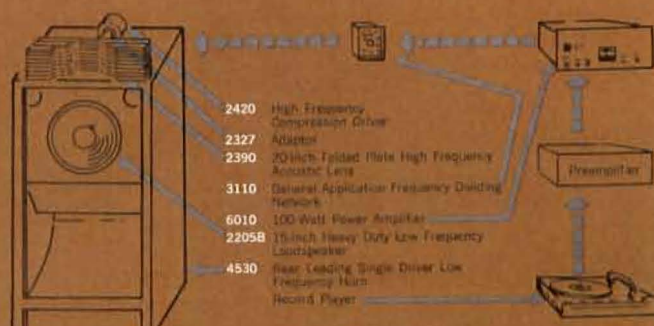 2420 High Frequency
Compression Driver
2327 Adaptor
2390 20-Inch Folded Plate High Frequency
Acoustic Lens
3110 General Application Frequency Dividing
Network
6010 100-Watt Power Amplifier
2205B 15-Inch Heavy Duty Low Frequency
Loudspeaker
4530 Rear Loading Single Driver Low
Frequency Horn
Record Player
Preamplifier